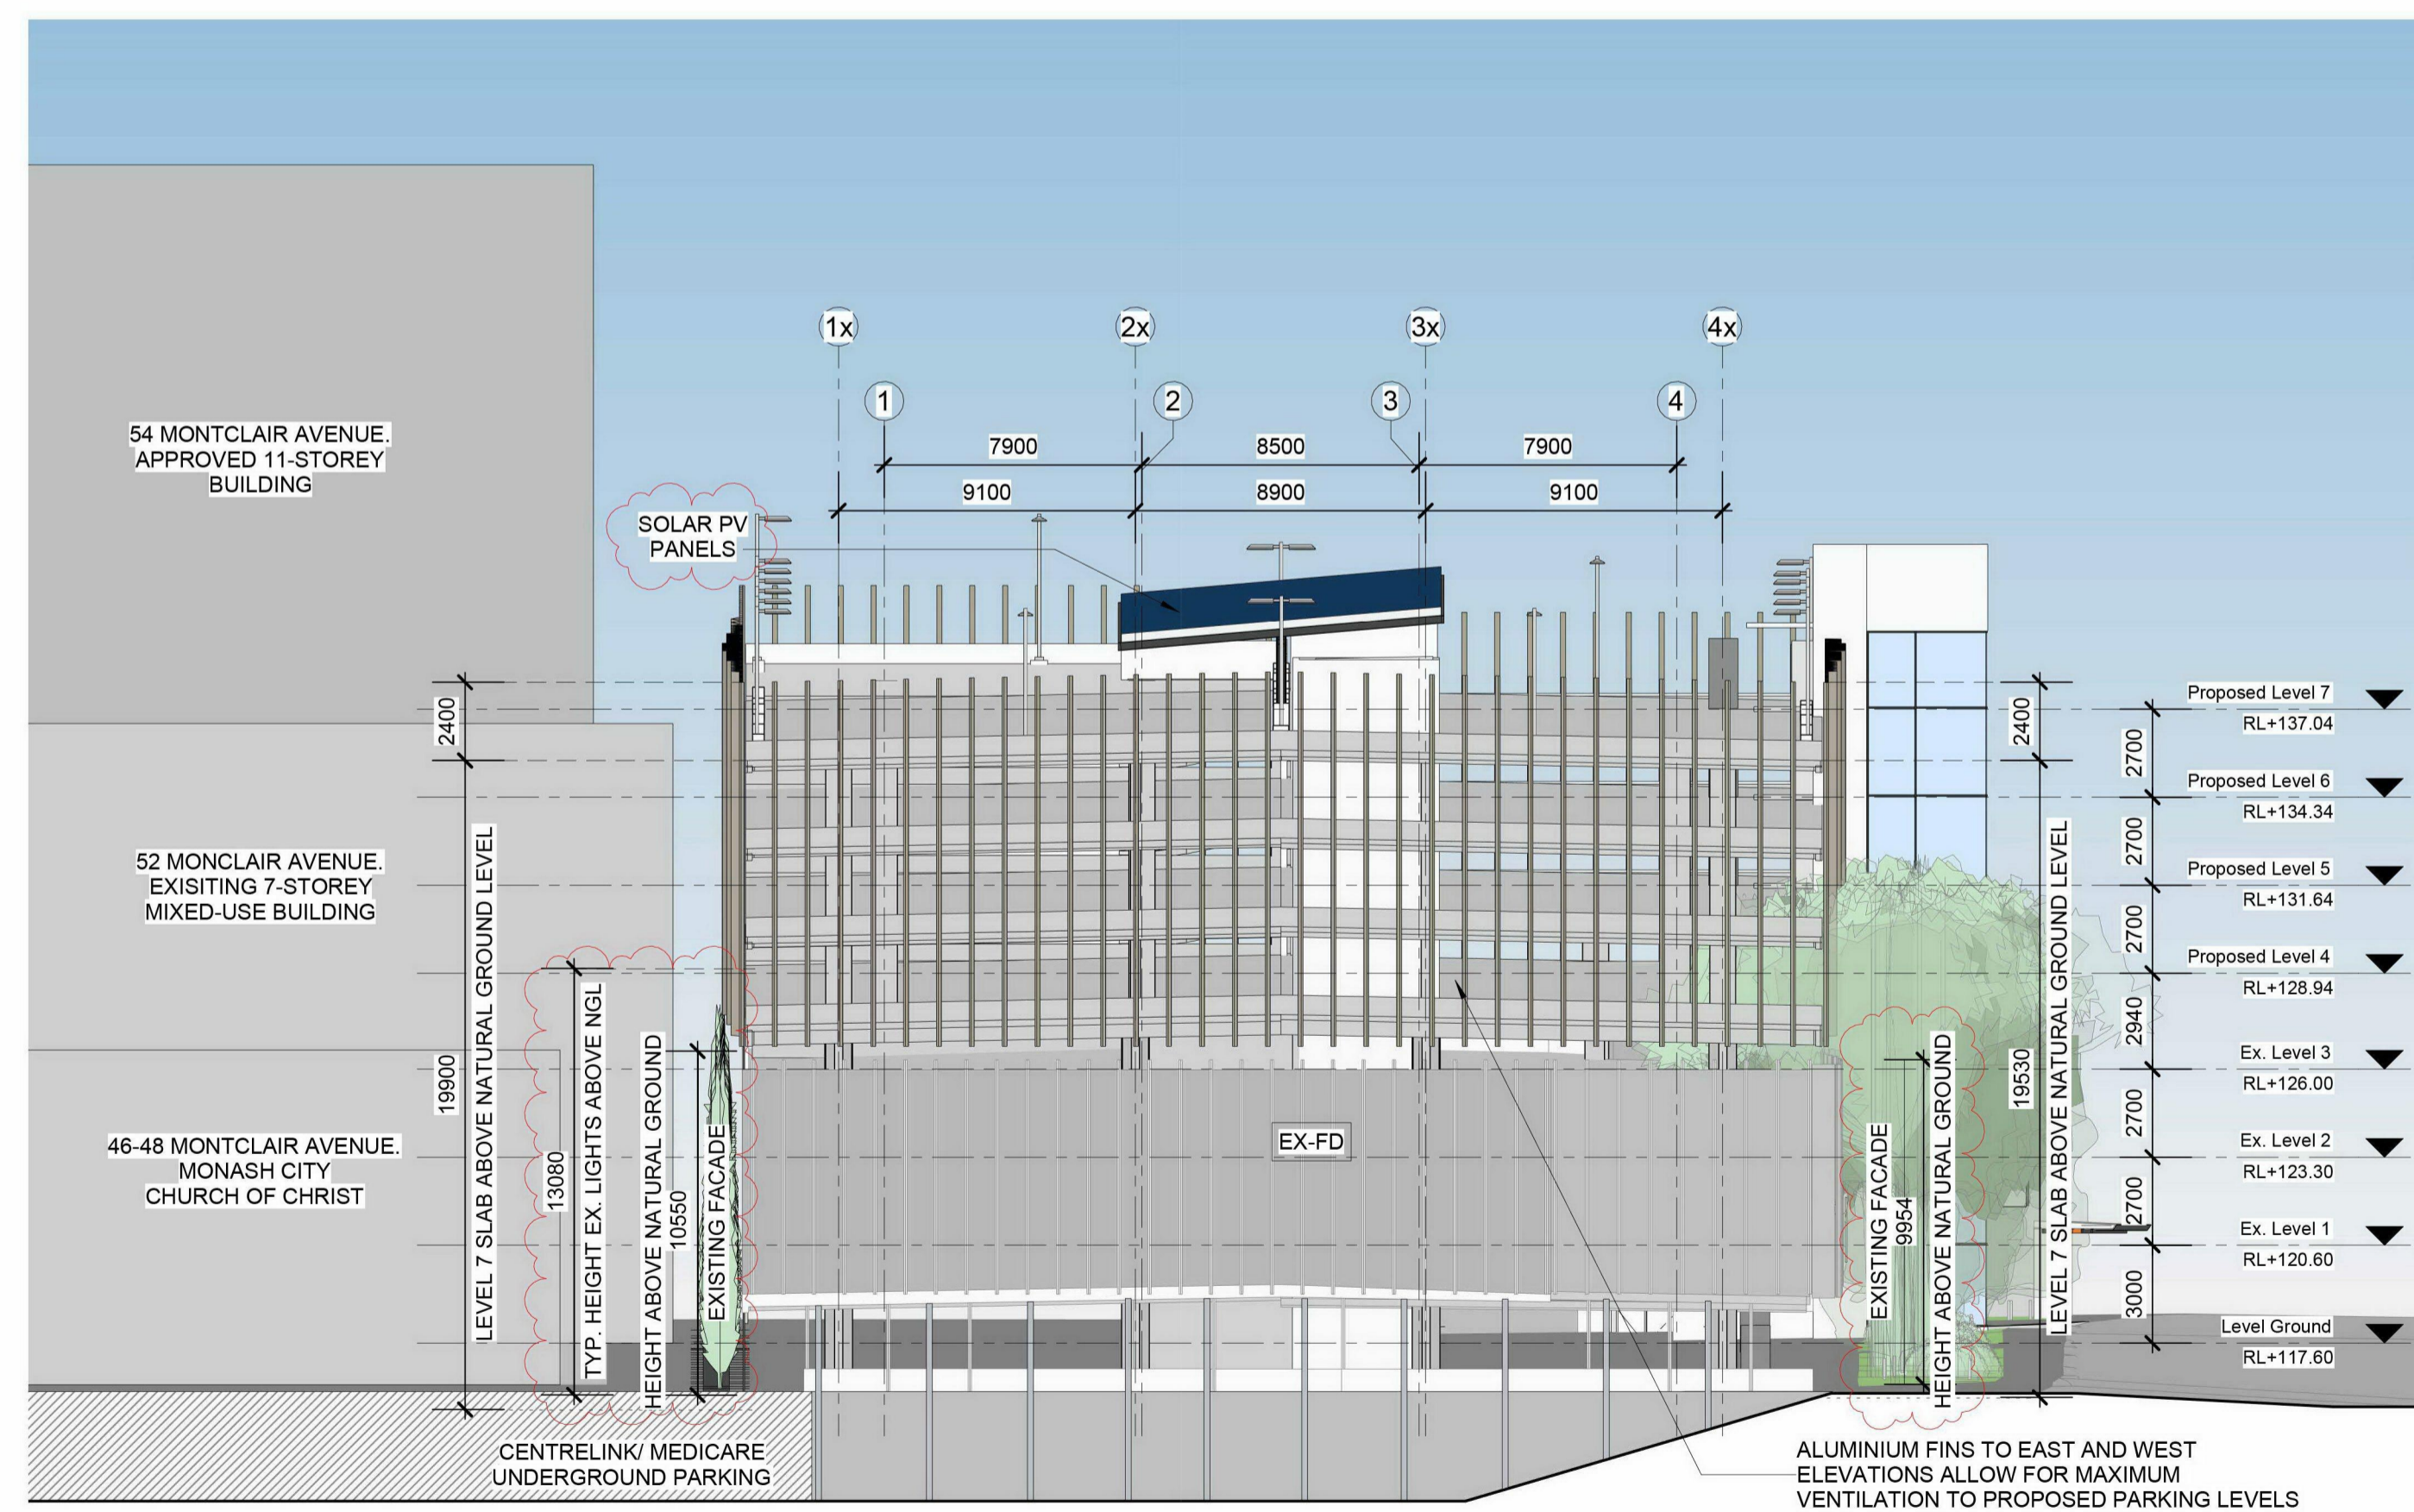 1x
2x
3x
4x
1
2
3
4
7900
8500
7900
9100
8900
9100
54 MONTCLAIR AVENUE.
APPROVED 11-STOREY
BUILDING
SOLAR PV
PANELS
52 MONCLAIR AVENUE.
EXISITING 7-STOREY
MIXED-USE BUILDING
46-48 MONTCLAIR AVENUE.
MONASH CITY
CHURCH OF CHRIST
2400
19900
LEVEL 7 SLAB ABOVE NATURAL GROUND LEVEL
13080
TYP. HEIGHT EX. LIGHTS ABOVE NGL
HEIGHT ABOVE NATURAL GROUND
10550
EXISTING FACADE
EX-FD
EXISTING FACADE
9954
HEIGHT ABOVE NATURAL GROUND
2400
19530
LEVEL 7 SLAB ABOVE NATURAL GROUND LEVEL
2700
2700
2700
2940
2700
2700
3000
Proposed Level 7
RL+137.04
Proposed Level 6
RL+134.34
Proposed Level 5
RL+131.64
Proposed Level 4
RL+128.94
Ex. Level 3
RL+126.00
Ex. Level 2
RL+123.30
Ex. Level 1
RL+120.60
Level Ground
RL+117.60
CENTRELINK/ MEDICARE
UNDERGROUND PARKING
ALUMINIUM FINS TO EAST AND WEST
ELEVATIONS ALLOW FOR MAXIMUM
VENTILATION TO PROPOSED PARKING LEVELS